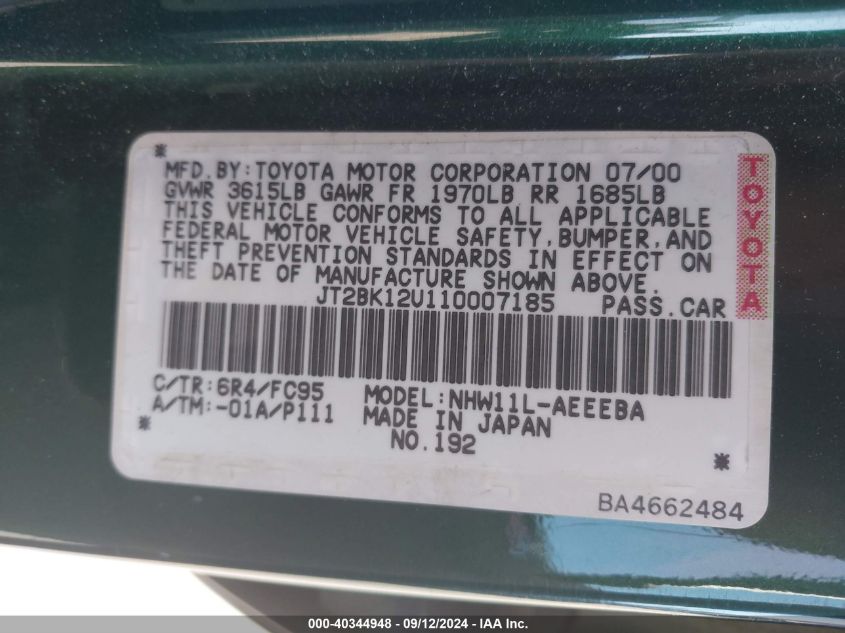 MFD.BY:TOYOTA MOTOR CORPORATION 07/00
GVWR 3615LB GAWR FR 1970LB RR 1685LB
THIS VEHICLE CONFORMS TO ALL APPLICABLE
FEDERAL MOTOR VEHICLE SAFETY,BUMPER,AND
THEFT PREVENTION STANDARDS IN EFFECT ON
THE DATE OF MANUFACTURE SHOWN ABOVE.
JT2BK12U110007185 PASS.CAR
TOYOTA
C/TR:6R4/FC95 MODEL:NHW11L-AEEEBA
A/TM:-01A/P111 MADE IN JAPAN
NO.192
BA4662484
000-40344948 - 09/12/2024 - IAA Inc.